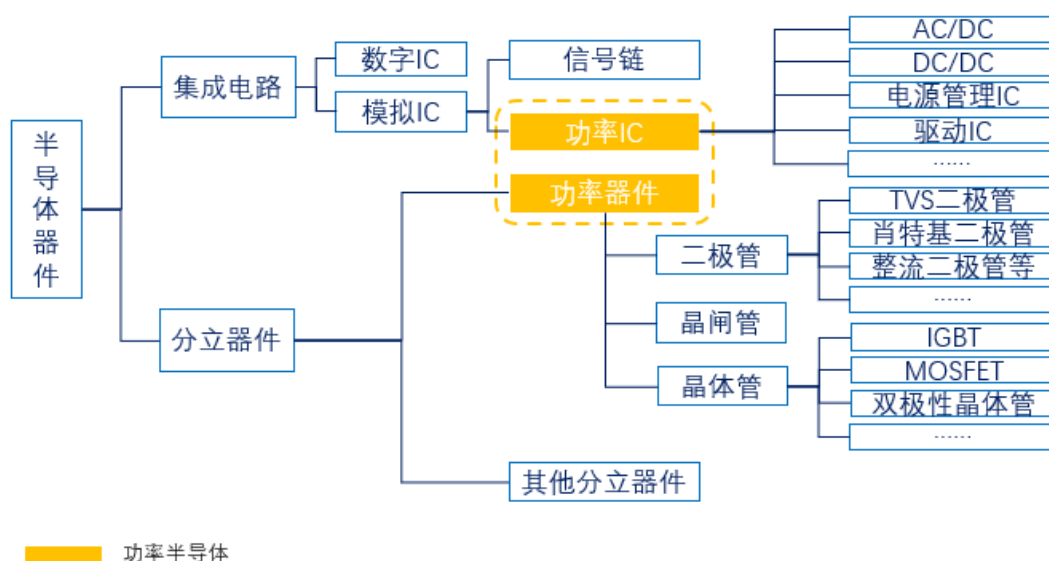 半导体器件
集成电路
数字IC
模拟IC
信号链
功率IC
AC/DC
DC/DC
电源管理IC
驱动IC
……
分立器件
功率器件
二极管
TVS二极管
肖特基二极管
整流二极管等
……
晶闸管
晶体管
IGBT
MOSFET
双极性晶体管
……
其他分立器件
功率半导体